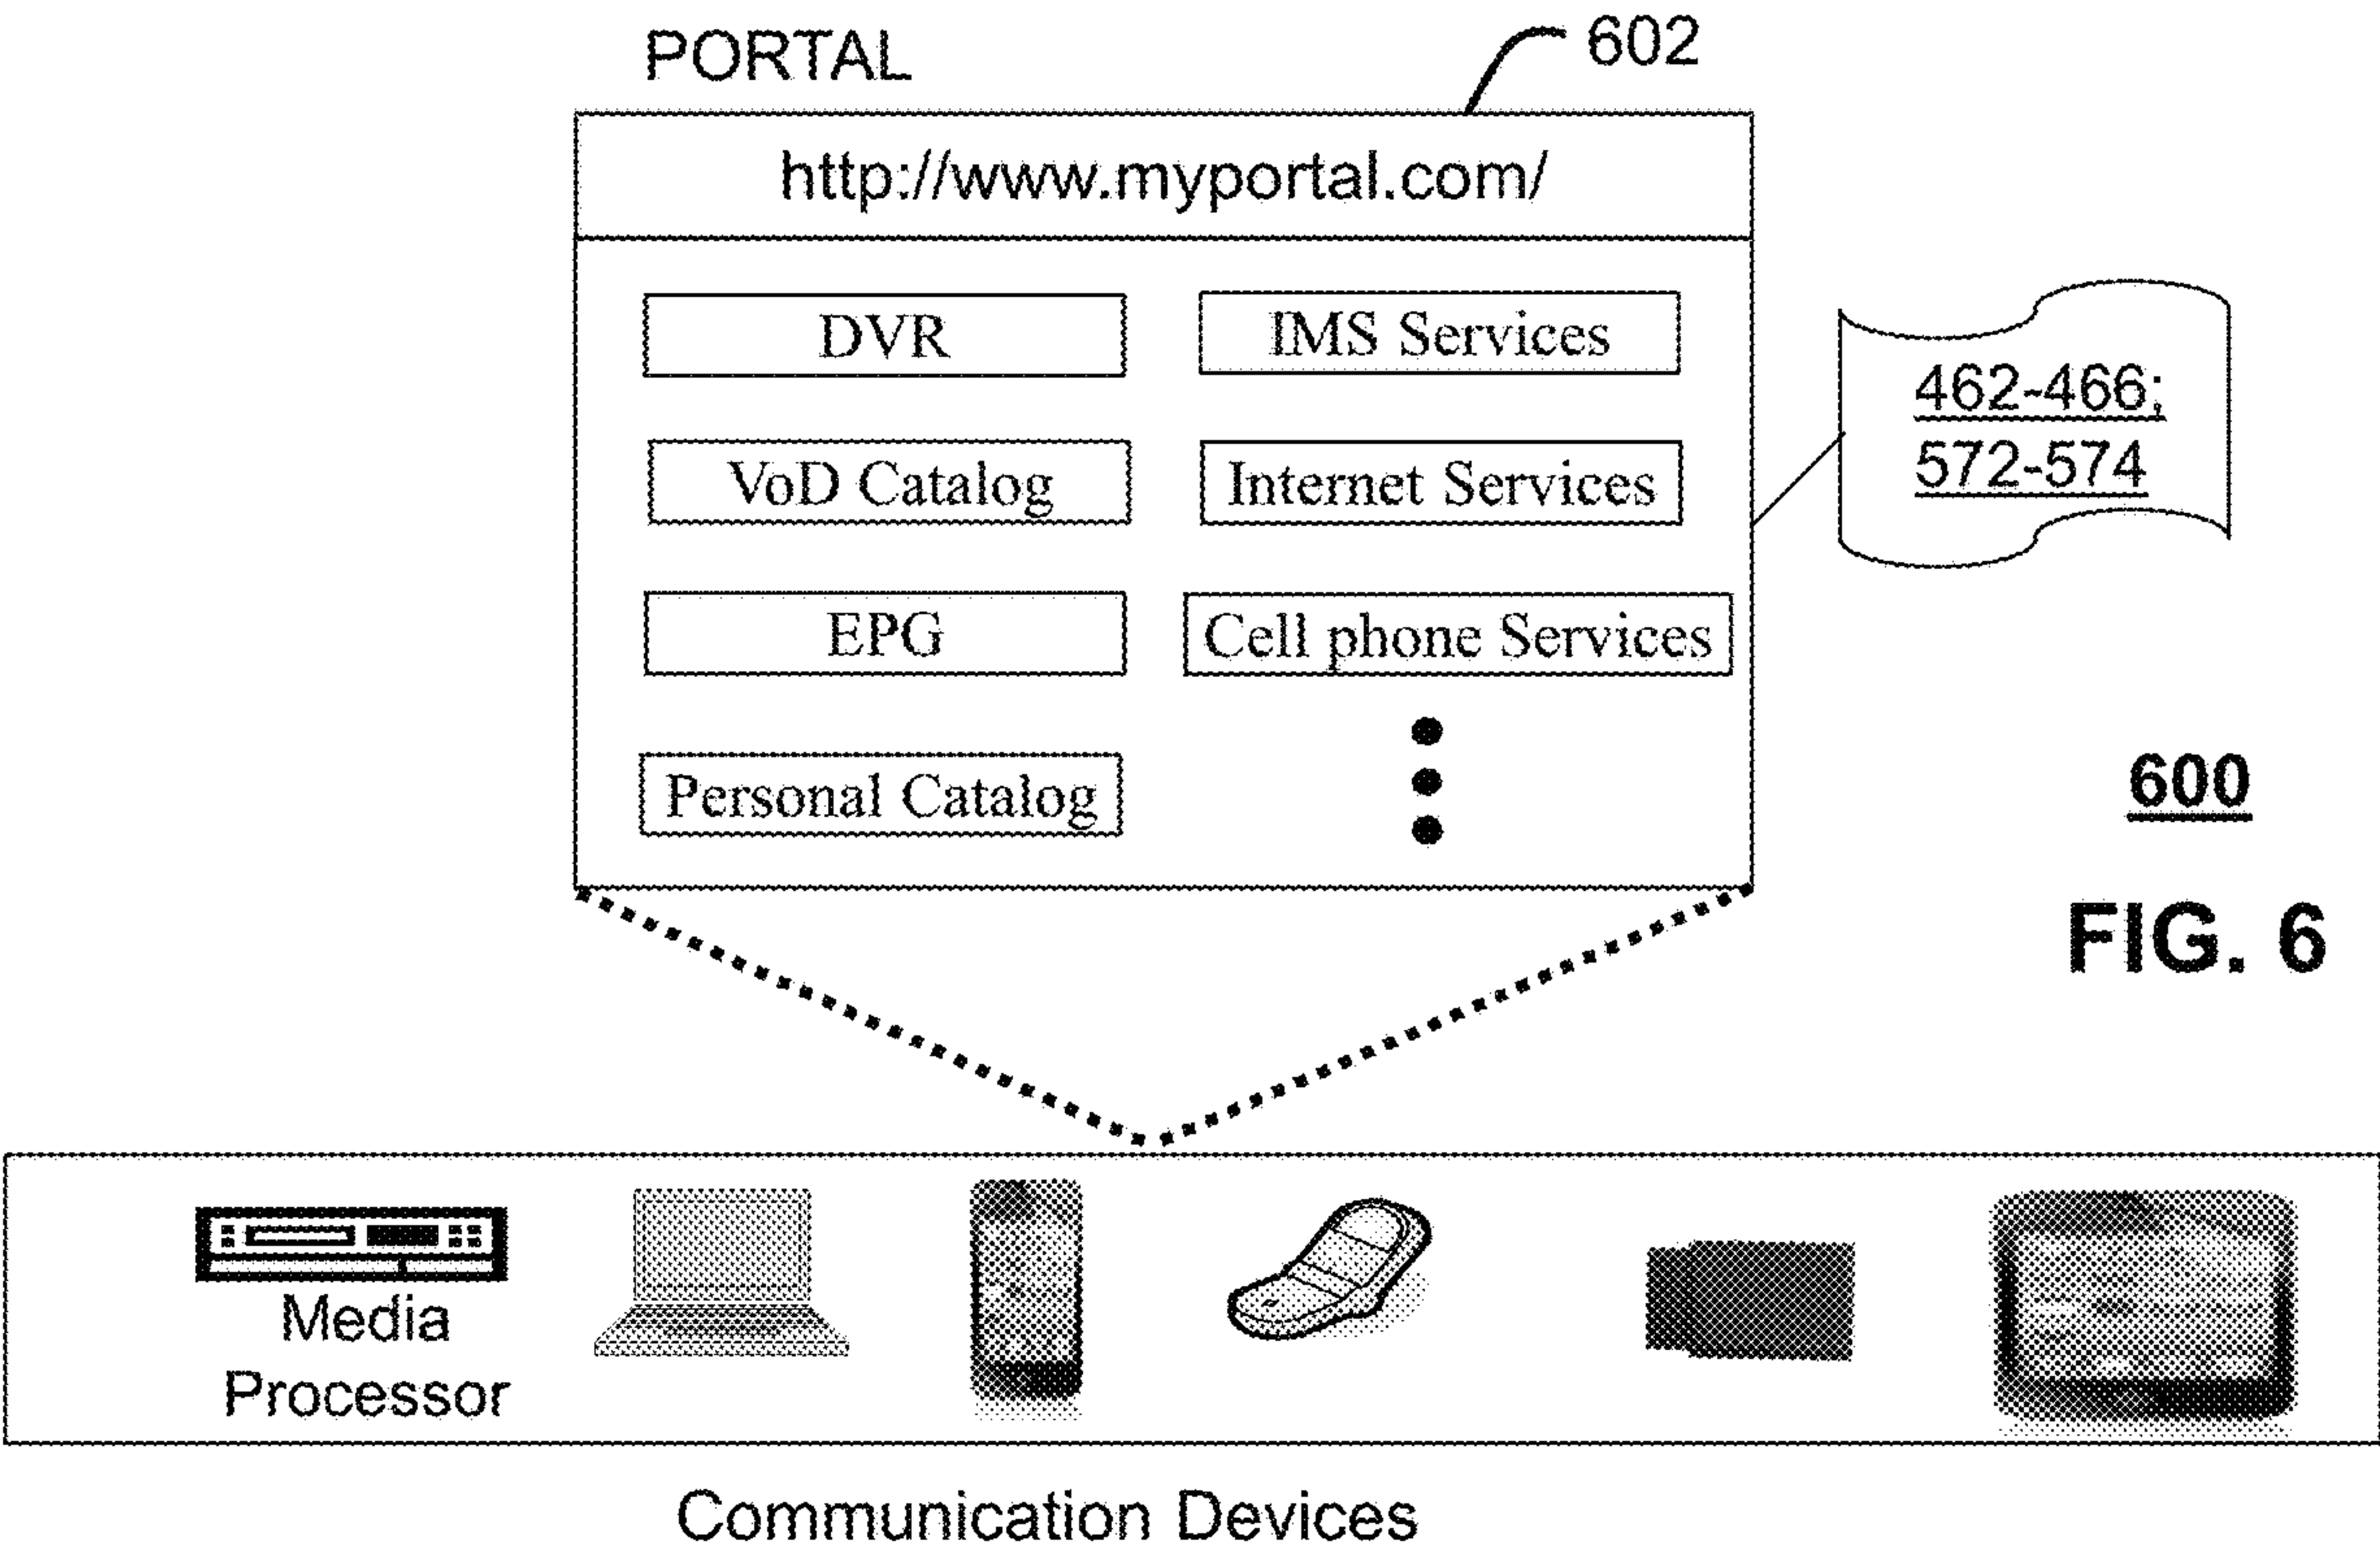 PORTAL
602
http://www.myportal.com/
DVR
IMS Services
VoD Catalog
Internet Services
EPG
Cell phone Services
Personal Catalog
462-466;
572-574
600
FIG. 6
Media
Processor
Communication Devices